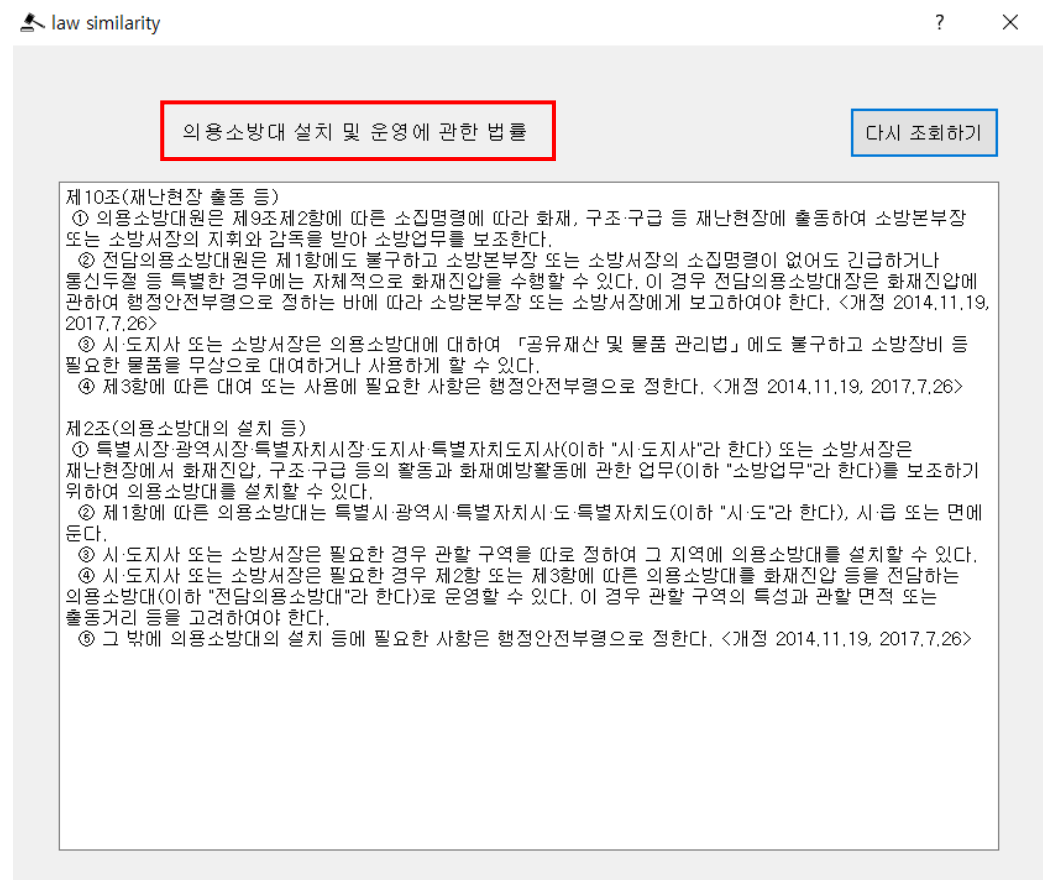 law similarity
?
의용소방대 설치 및 운영에 관한 법률
다시 조회하기
제10조(재난현장 출동 등)
① 의용소방대원은 제9조제2항에 따른 소집명령에 따라 화재, 구조·구급 등 재난현장에 출동하여 소방본부장
또는 소방서장의 지휘와 감독을 받아 소방업무를 보조한다.
② 전담의용소방대원은 제1항에도 불구하고 소방본부장 또는 소방서장의 소집명령이 없어도 긴급하거나
통신두절 등 특별한 경우에는 자체적으로 화재진압을 수행할 수 있다. 이 경우 전담의용소방대장은 화재진압에
관하여 행정안전부령으로 정하는 바에 따라 소방본부장 또는 소방서장에게 보고하여야 한다. <개정 2014.11.19,
2017.7.26>
③ 시·도지사 또는 소방서장은 의용소방대에 대하여 「공유재산 및 물품 관리법」에도 불구하고 소방장비 등
필요한 물품을 무상으로 대여하거나 사용하게 할 수 있다.
④ 제3항에 따른 대여 또는 사용에 필요한 사항은 행정안전부령으로 정한다. <개정 2014.11.19, 2017.7.26>
제2조(의용소방대의 설치 등)
① 특별시장·광역시장·특별자치시장·도지사·특별자치도지사(이하 "시·도지사"라 한다) 또는 소방서장은
재난현장에서 화재진압, 구조·구급 등의 활동과 화재예방활동에 관한 업무(이하 "소방업무"라 한다)를 보조하기
위하여 의용소방대를 설치할 수 있다.
② 제1항에 따른 의용소방대는 특별시·광역시·특별자치시·도·특별자치도(이하 "시·도"라 한다), 시·읍 또는 면에
둔다.
③ 시·도지사 또는 소방서장은 필요한 경우 관할 구역을 따로 정하여 그 지역에 의용소방대를 설치할 수 있다.
④ 시·도지사 또는 소방서장은 필요한 경우 제2항 또는 제3항에 따른 의용소방대를 화재진압 등을 전담하는
의용소방대(이하 "전담의용소방대"라 한다)로 운영할 수 있다. 이 경우 관할 구역의 특성과 관할 면적 또는
출동거리 등을 고려하여야 한다.
⑤ 그 밖에 의용소방대의 설치 등에 필요한 사항은 행정안전부령으로 정한다. <개정 2014.11.19, 2017.7.26>